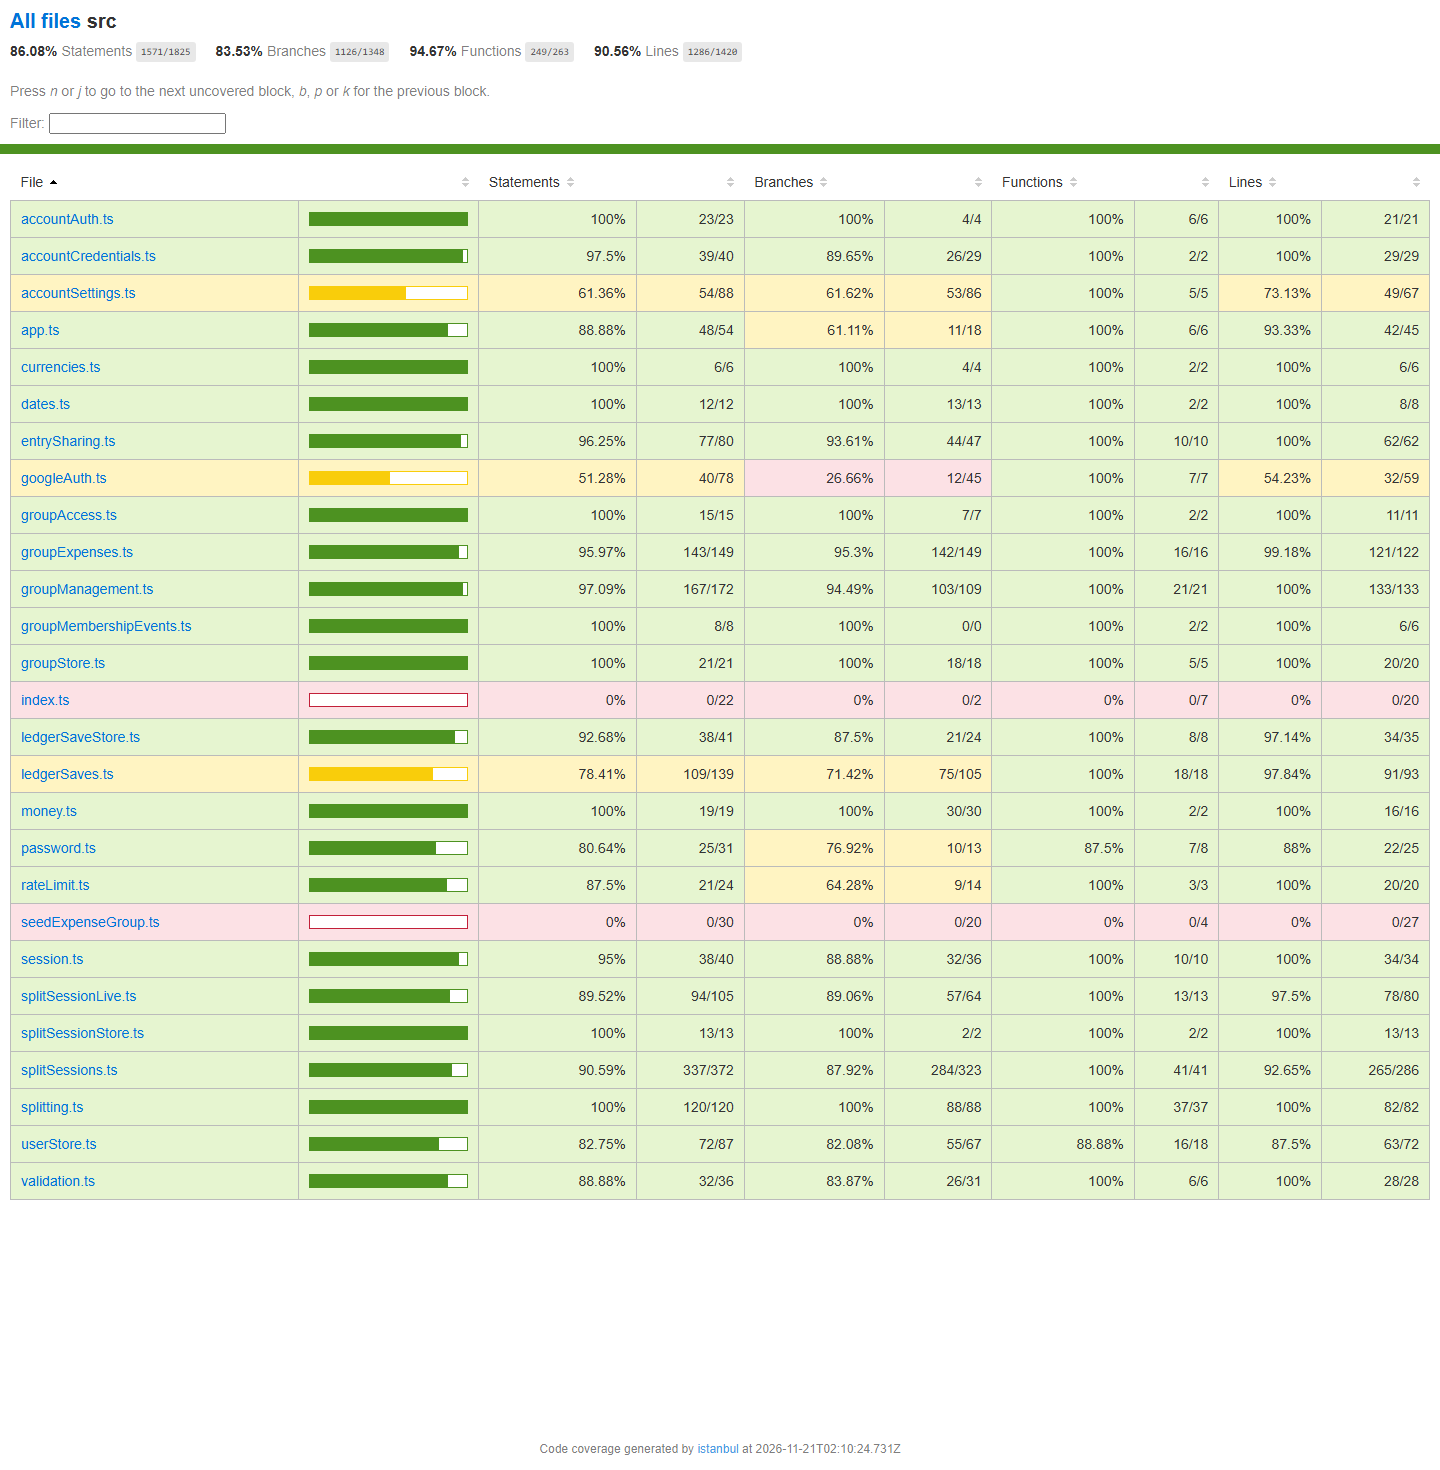 All files src
86.08% Statements 1571/1825 83.53% Branches 1126/1348 94.67% Functions 249/263 90.56% Lines 1286/1420
Press n or j to go to the next uncovered block, b, p or k for the previous block.
Filter:
File Statements Branches Functions Lines
accountAuth.ts 100% 23/23 100% 4/4 100% 6/6 100% 21/21
accountCredentials.ts 97.5% 39/40 89.65% 26/29 100% 2/2 100% 29/29
accountSettings.ts 61.36% 54/88 61.62% 53/86 100% 5/5 73.13% 49/67
app.ts 88.88% 48/54 61.11% 11/18 100% 6/6 93.33% 42/45
currencies.ts 100% 6/6 100% 4/4 100% 2/2 100% 6/6
dates.ts 100% 12/12 100% 13/13 100% 2/2 100% 8/8
entrySharing.ts 96.25% 77/80 93.61% 44/47 100% 10/10 100% 62/62
googleAuth.ts 51.28% 40/78 26.66% 12/45 100% 7/7 54.23% 32/59
groupAccess.ts 100% 15/15 100% 7/7 100% 2/2 100% 11/11
groupExpenses.ts 95.97% 143/149 95.3% 142/149 100% 16/16 99.18% 121/122
groupManagement.ts 97.09% 167/172 94.49% 103/109 100% 21/21 100% 133/133
groupMembershipEvents.ts 100% 8/8 100% 0/0 100% 2/2 100% 6/6
groupStore.ts 100% 21/21 100% 18/18 100% 5/5 100% 20/20
index.ts 0% 0/22 0% 0/2 0% 0/7 0% 0/20
ledgerSaveStore.ts 92.68% 38/41 87.5% 21/24 100% 8/8 97.14% 34/35
ledgerSaves.ts 78.41% 109/139 71.42% 75/105 100% 18/18 97.84% 91/93
money.ts 100% 19/19 100% 30/30 100% 2/2 100% 16/16
password.ts 80.64% 25/31 76.92% 10/13 87.5% 7/8 88% 22/25
rateLimit.ts 87.5% 21/24 64.28% 9/14 100% 3/3 100% 20/20
seedExpenseGroup.ts 0% 0/30 0% 0/20 0% 0/4 0% 0/27
session.ts 95% 38/40 88.88% 32/36 100% 10/10 100% 34/34
splitSessionLive.ts 89.52% 94/105 89.06% 57/64 100% 13/13 97.5% 78/80
splitSessionStore.ts 100% 13/13 100% 2/2 100% 2/2 100% 13/13
splitSessions.ts 90.59% 337/372 87.92% 284/323 100% 41/41 92.65% 265/286
splitting.ts 100% 120/120 100% 88/88 100% 37/37 100% 82/82
userStore.ts 82.75% 72/87 82.08% 55/67 88.88% 16/18 87.5% 63/72
validation.ts 88.88% 32/36 83.87% 26/31 100% 6/6 100% 28/28
Code coverage generated by istanbul at 2026-11-21T02:10:24.731Z